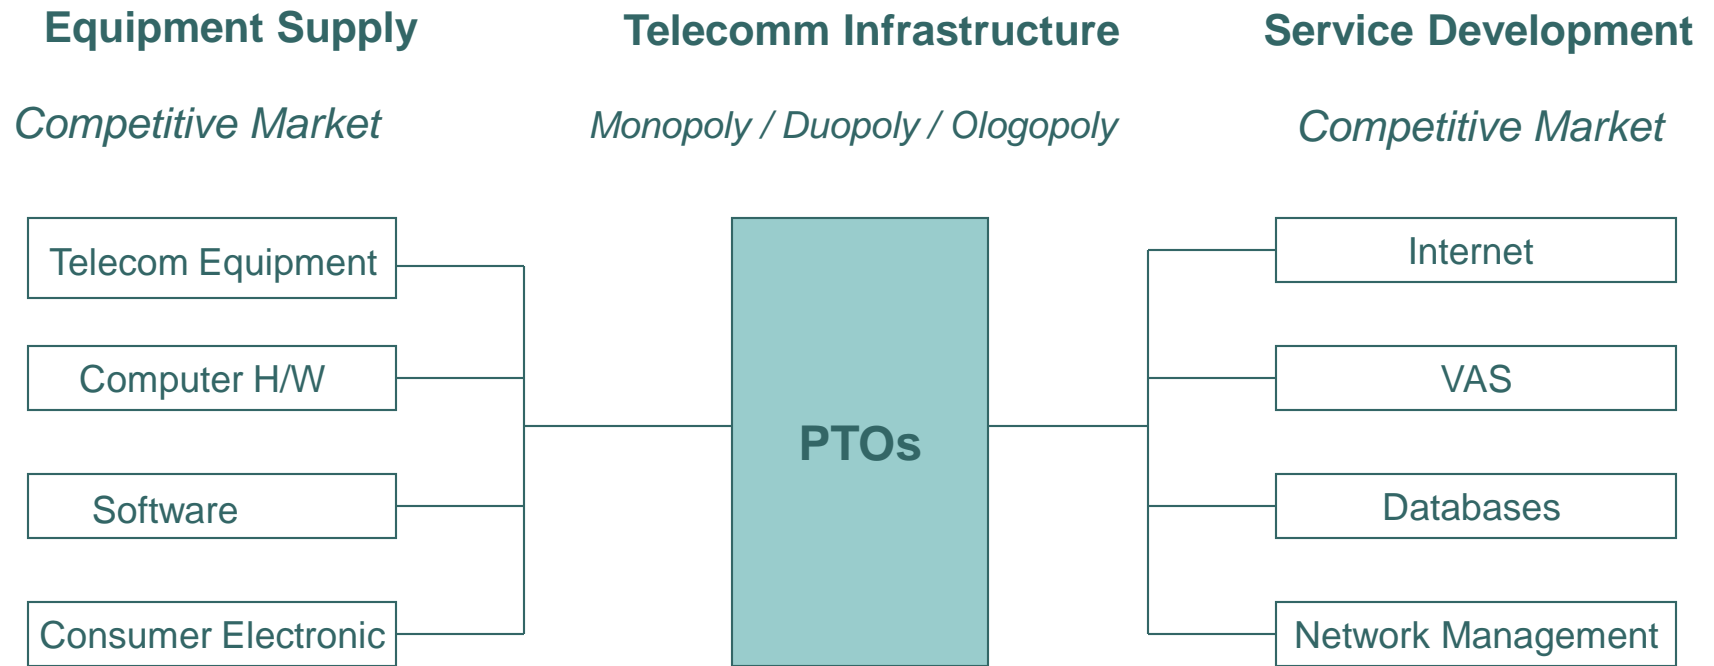 Equipment Supply
Telecomm Infrastructure
Service Development
Competitive Market
Monopoly / Duopoly / Ologopoly
Competitive Market
Telecom Equipment
Computer H/W
Software
Consumer Electronic
PTOs
Internet
VAS
Databases
Network Management